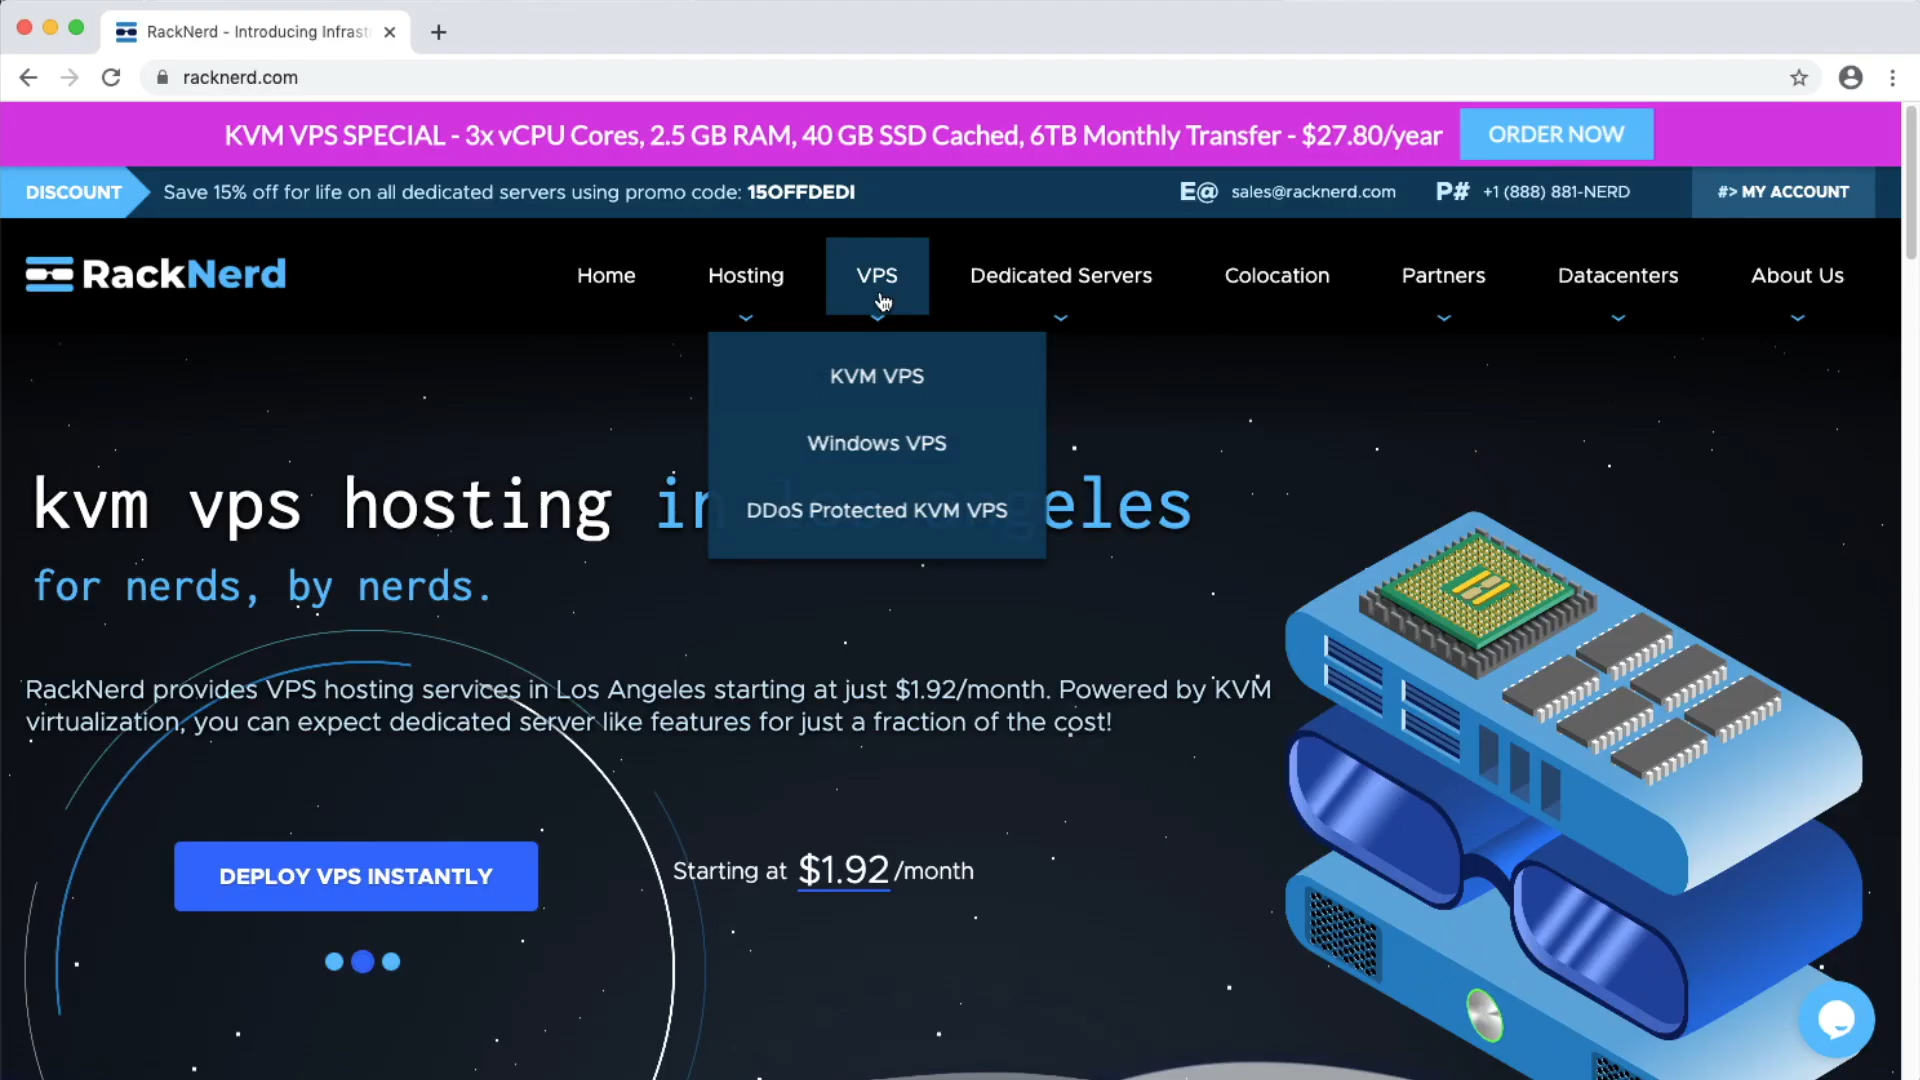 RackNerd - Introducing Infrast
racknerd.com
KVM VPS SPECIAL - 3x vCPU Cores, 2.5 GB RAM, 40 GB SSD Cached, 6TB Monthly Transfer - $27.80/year
ORDER NOW
DISCOUNT
Save 15% off for life on all dedicated servers using promo code: 15OFFDEDI
E@ sales@racknerd.com
P# +1 (888) 881-NERD
#> MY ACCOUNT
RackNerd
Home
Hosting
VPS
Dedicated Servers
Colocation
Partners
Datacenters
About Us
KVM VPS
Windows VPS
DDoS Protected KVM VPS
kvm vps hosting in los angeles
for nerds, by nerds.
RackNerd provides VPS hosting services in Los Angeles starting at just $1.92/month. Powered by KVM
virtualization, you can expect dedicated server like features for just a fraction of the cost!
DEPLOY VPS INSTANTLY
Starting at $1.92/month